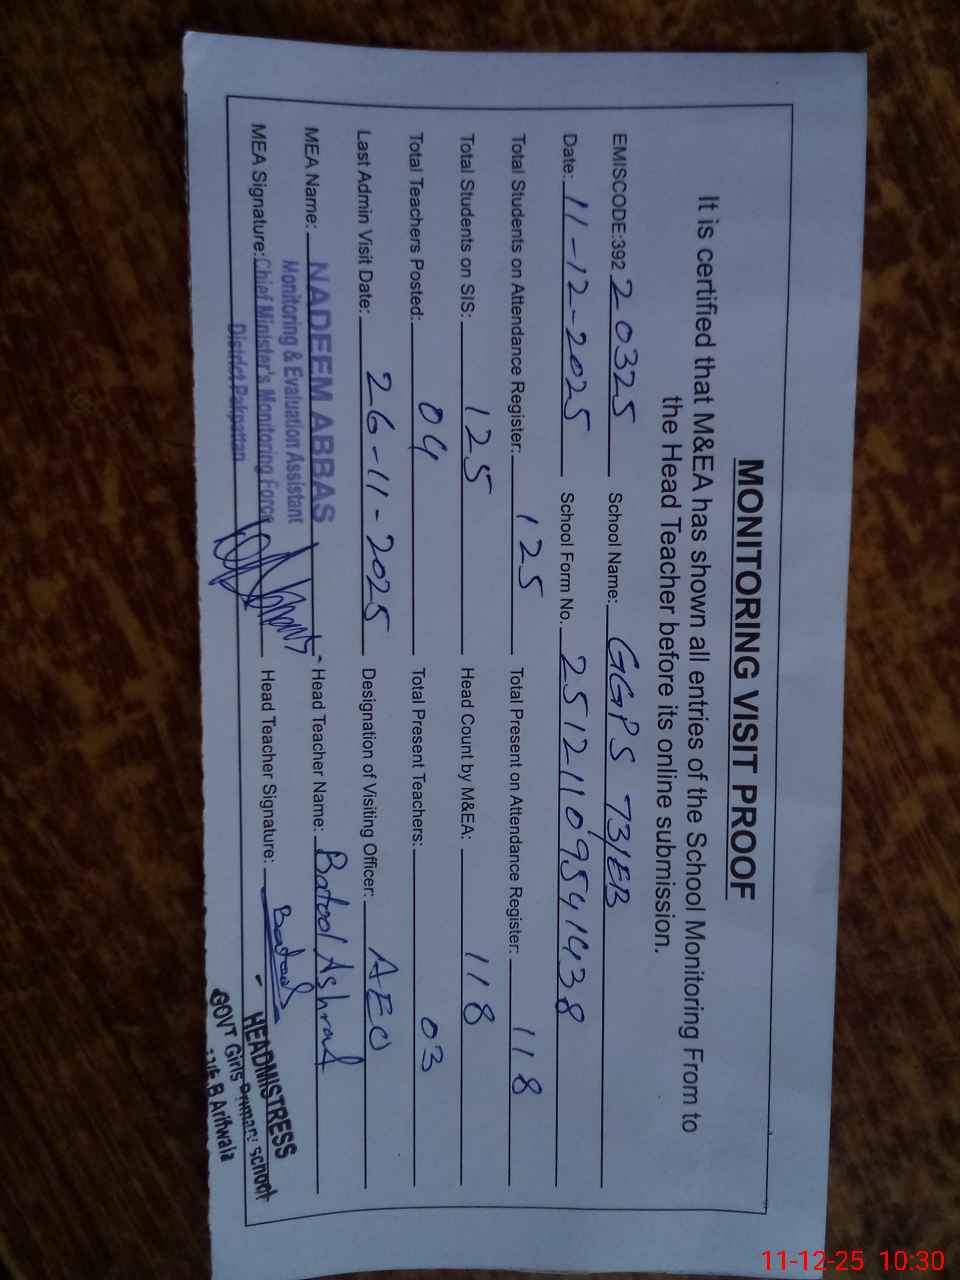 MONITORING VISIT PROOF
It is certified that M&EA has shown all entries of the School Monitoring From to
the Head Teacher before its online submission.
EMISCODE:392 20325 School Name: GGPS 73/EB
Date: 11-12-2025 School Form No. 25121109541438
Total Students on Attendance Register: 125 Total Present on Attendance Register: 118
Total Students on SIS: 125 Head Count by M&EA: 118
Total Teachers Posted: 04 Total Present Teachers: 03
Last Admin Visit Date: 26-11-2025 Designation of Visiting Officer: AEO
MEA Name: NADEEM ABBAS Head Teacher Name: Batool Ashraf
Monitoring & Evaluation Assistant
MEA Signature: Chief Minister's Monitoring Force Head Teacher Signature: Batool
District Pakpattan
HEADMISTRESS
GOVT Girls Primary school
E.B Arifwala
11-12-25 10:30